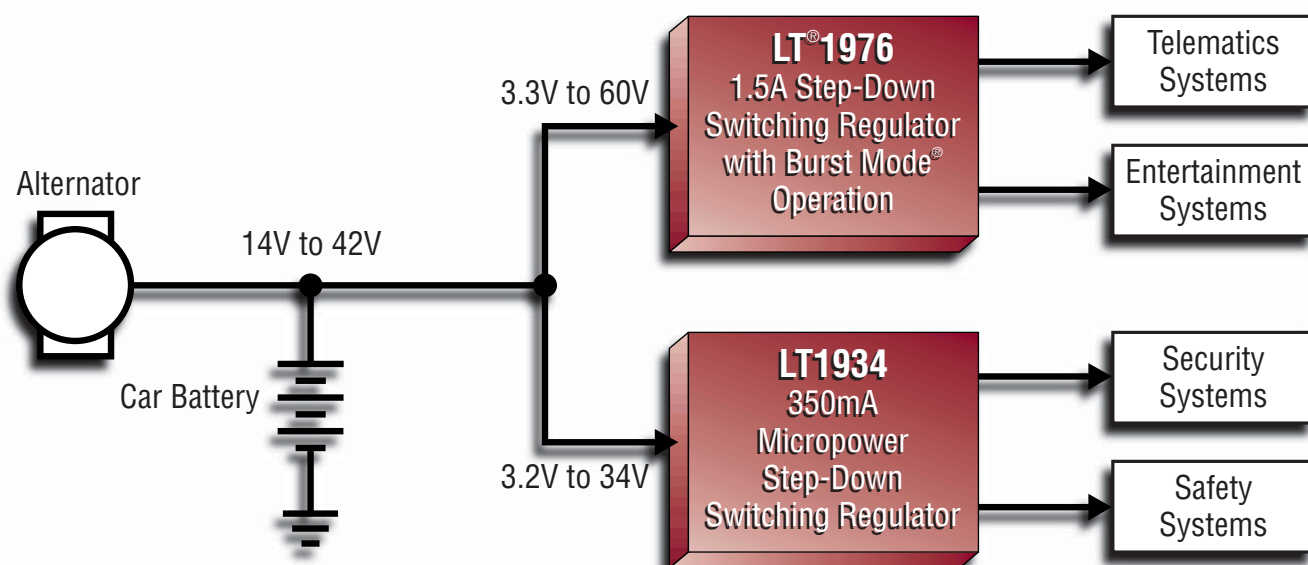 Alternator
14V to 42V
Car Battery
3.3V to 60V
LT®1976
1.5A Step-Down
Switching Regulator
with Burst Mode®
Operation
Telematics
Systems
Entertainment
Systems
3.2V to 34V
LT1934
350mA
Micropower
Step-Down
Switching Regulator
Security
Systems
Safety
Systems